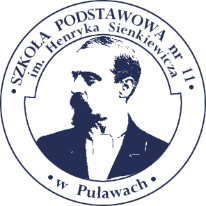 • SZKOŁA PODSTAWOWA nr 11 •
im. Henryka Sienkiewicza
• w Puławach •